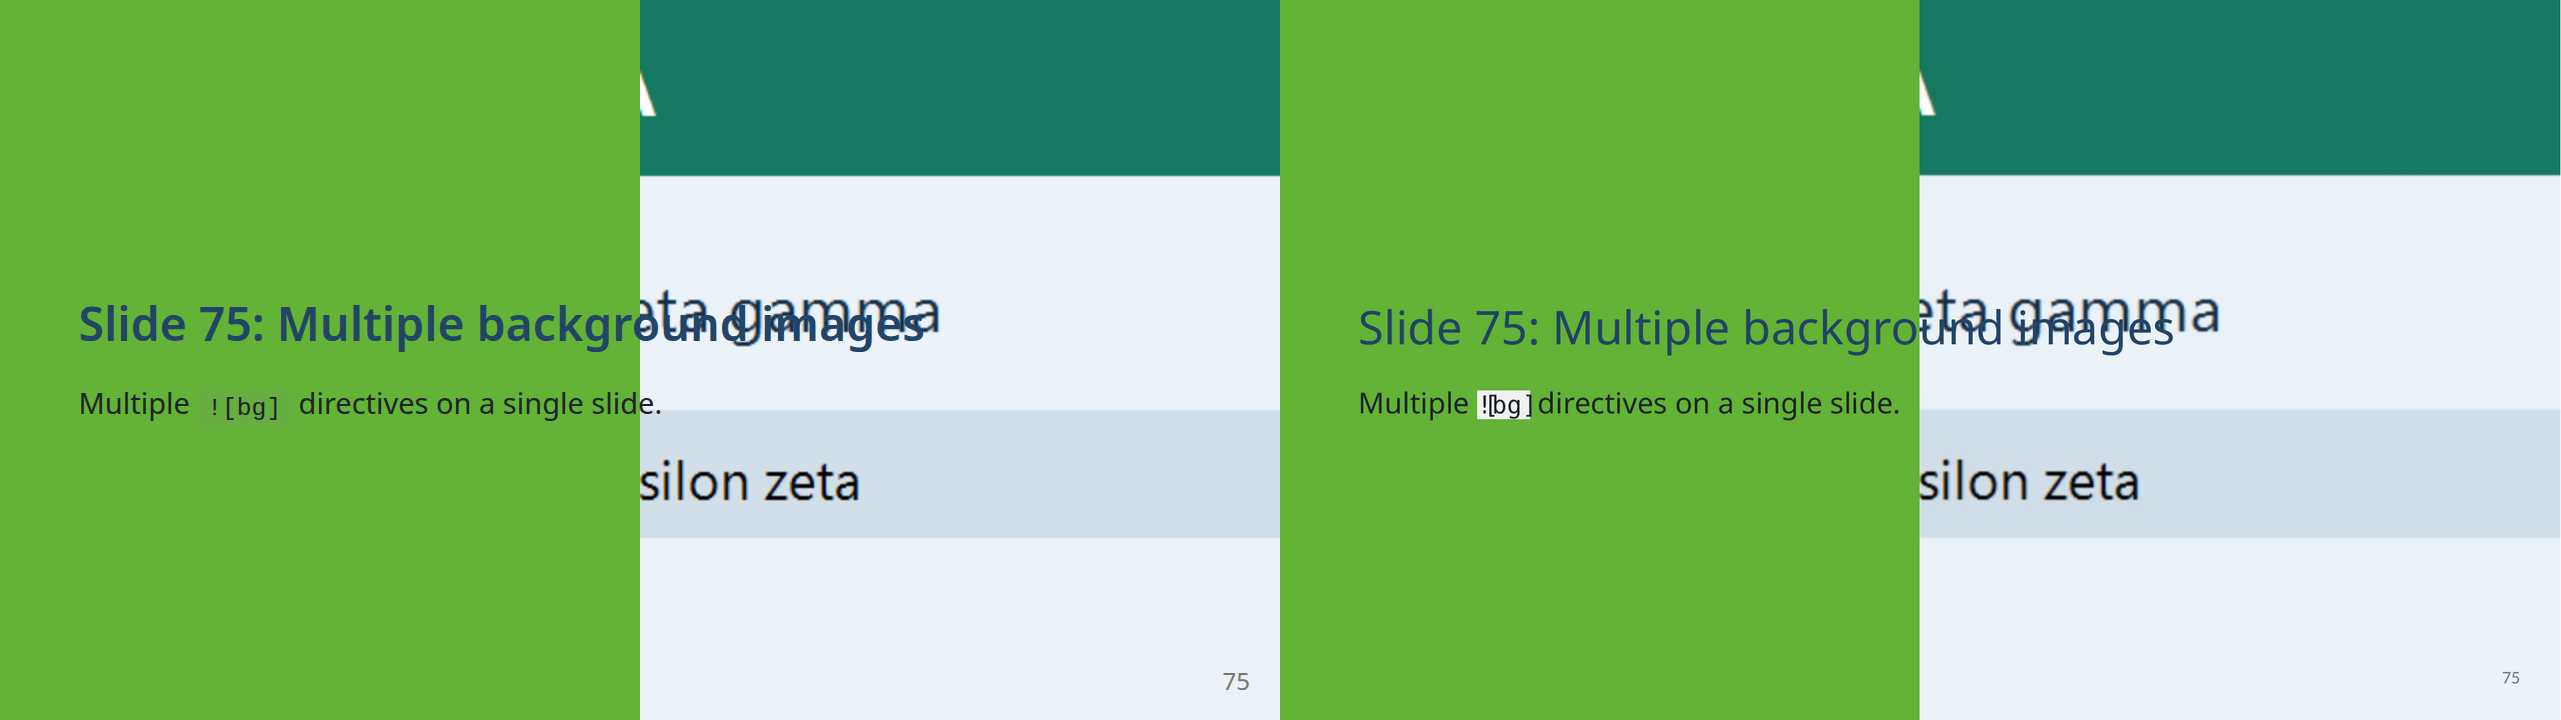 Slide 75: Multiple background images
eta gamma
Multiple ![bg] directives on a single slide.
silon zeta
75
Slide 75: Multiple background images
eta gamma
Multiple ![bg] directives on a single slide.
silon zeta
75